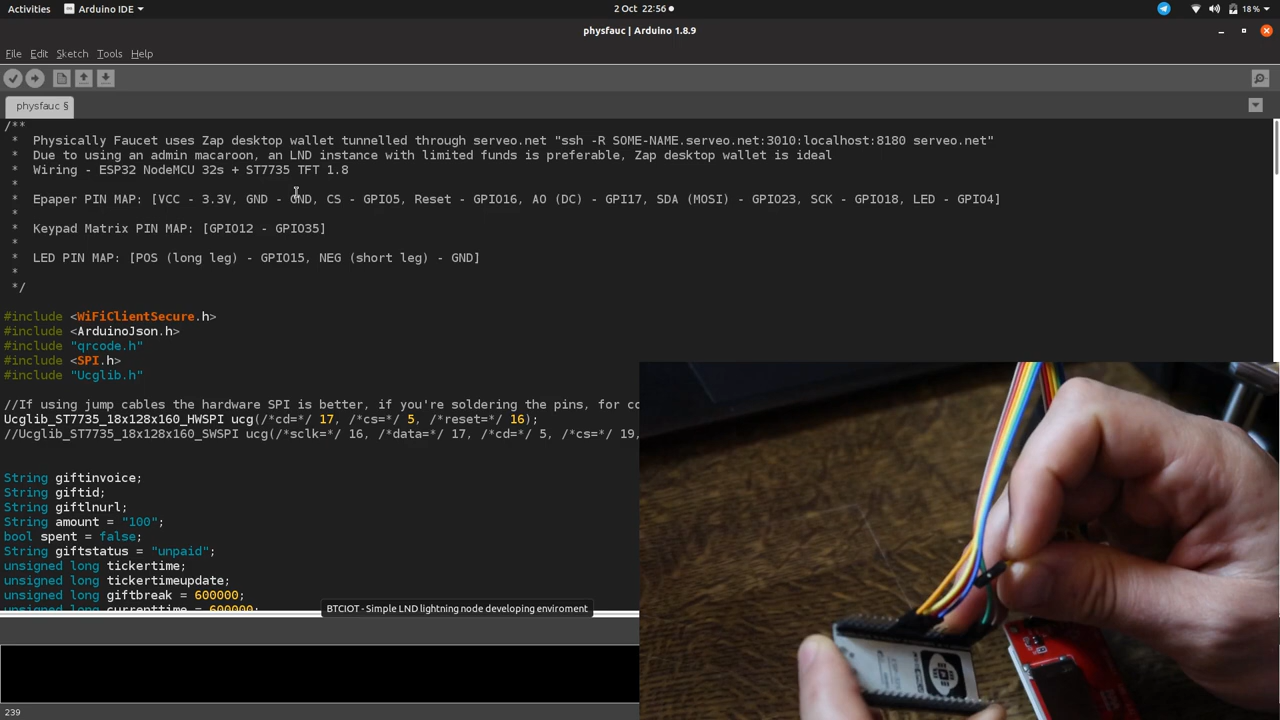 Activities
Arduino IDE
2 Oct 22:56
18 %
physfauc | Arduino 1.8.9
File Edit Sketch Tools Help
physfauc §
/**
* Physically Faucet uses Zap desktop wallet tunnelled through serveo.net "ssh -R SOME-NAME.serveo.net:3010:localhost:8180 serveo.net"
* Due to using an admin macaroon, an LND instance with limited funds is preferable, Zap desktop wallet is ideal
* Wiring - ESP32 NodeMCU 32s + ST7735 TFT 1.8
*
* Epaper PIN MAP: [VCC - 3.3V, GND - GND, CS - GPIO5, Reset - GPIO16, AO (DC) - GPI17, SDA (MOSI) - GPIO23, SCK - GPIO18, LED - GPIO4]
*
* Keypad Matrix PIN MAP: [GPIO12 - GPIO35]
*
* LED PIN MAP: [POS (long leg) - GPIO15, NEG (short leg) - GND]
*
*/
#include <WiFiClientSecure.h>
#include <ArduinoJson.h>
#include "qrcode.h"
#include <SPI.h>
#include "Ucglib.h"
//If using jump cables the hardware SPI is better, if you're soldering the pins, for co
Ucglib_ST7735_18x128x160_HWSPI ucg(/*cd=*/ 17, /*cs=*/ 5, /*reset=*/ 16);
//Ucglib_ST7735_18x128x160_SWSPI ucg(/*sclk=*/ 16, /*data=*/ 17, /*cd=*/ 5, /*cs=*/ 19,
String giftinvoice;
String giftid;
String giftlnurl;
String amount = "100";
bool spent = false;
String giftstatus = "unpaid";
unsigned long tickertime;
unsigned long tickertimeupdate;
unsigned long giftbreak = 600000;
unsigned long currenttime = 600000;
BTCIOT - Simple LND lightning node developing enviroment
239